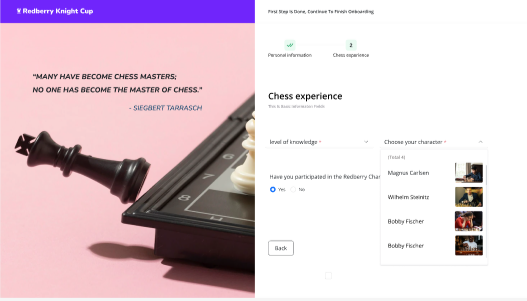 Redberry Knight Cup
First Step Is Done, Continue To Finish Onboarding
2
Personal information
Chess experience
"MANY HAVE BECOME CHESS MASTERS;
NO ONE HAS BECOME THE MASTER OF CHESS."
- SIEGBERT TARRASCH
Chess experience
This is basic information fields
level of knowledge *
Choose your character *
(Total 4)
Magnus Carlsen
Wilhelm Steinitz
Bobby Fischer
Bobby Fischer
Have you participated in the Redberry
Yes
No
Back